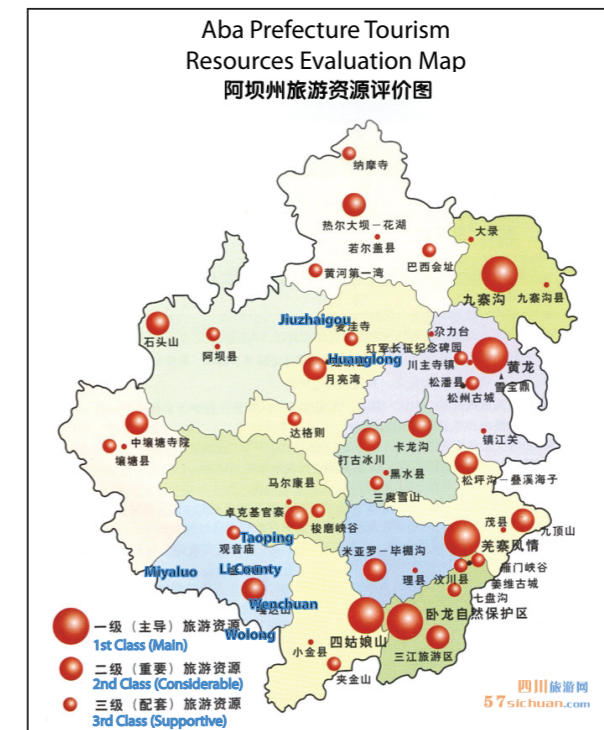 Aba Prefecture Tourism
Resources Evaluation Map
阿坝州旅游资源评价图
纳摩寺
热尔大坝－花湖
若尔盖县
大录
巴西会址
黄河第一湾
九寨沟
九寨沟县
Jiuzhaigou
麦洼寺
尕力台
石头山
阿坝县
红军长征纪念碑园
Huanglong
川主寺镇
黄龙
月亮湾
松潘县
雪宝鼎
松州古城
达格则
卡龙沟
镇江关
中壤塘寺院
打古冰川
壤塘县
黑水县
松坪沟－叠溪海子
马尔康县
三奥雪山
卓克基官寨
梭磨峡谷
茂县
九顶山
Taoping
观音庙
米亚罗－毕棚沟
羌寨风情
Miyaluo
LiCounty
理县
汶川县
雁门峡谷
姜维古城
Wenchuan
嘎达山
七盘沟
Wolong
四姑娘山
卧龙自然保护区
小金县
三江旅游区
夹金山
一级（主导）旅游资源
1st Class (Main)
二级（重要）旅游资源
2nd Class (Considerable)
三级（配套）旅游资源
3rd Class (Supportive)
四川旅游网
57sichuan.com